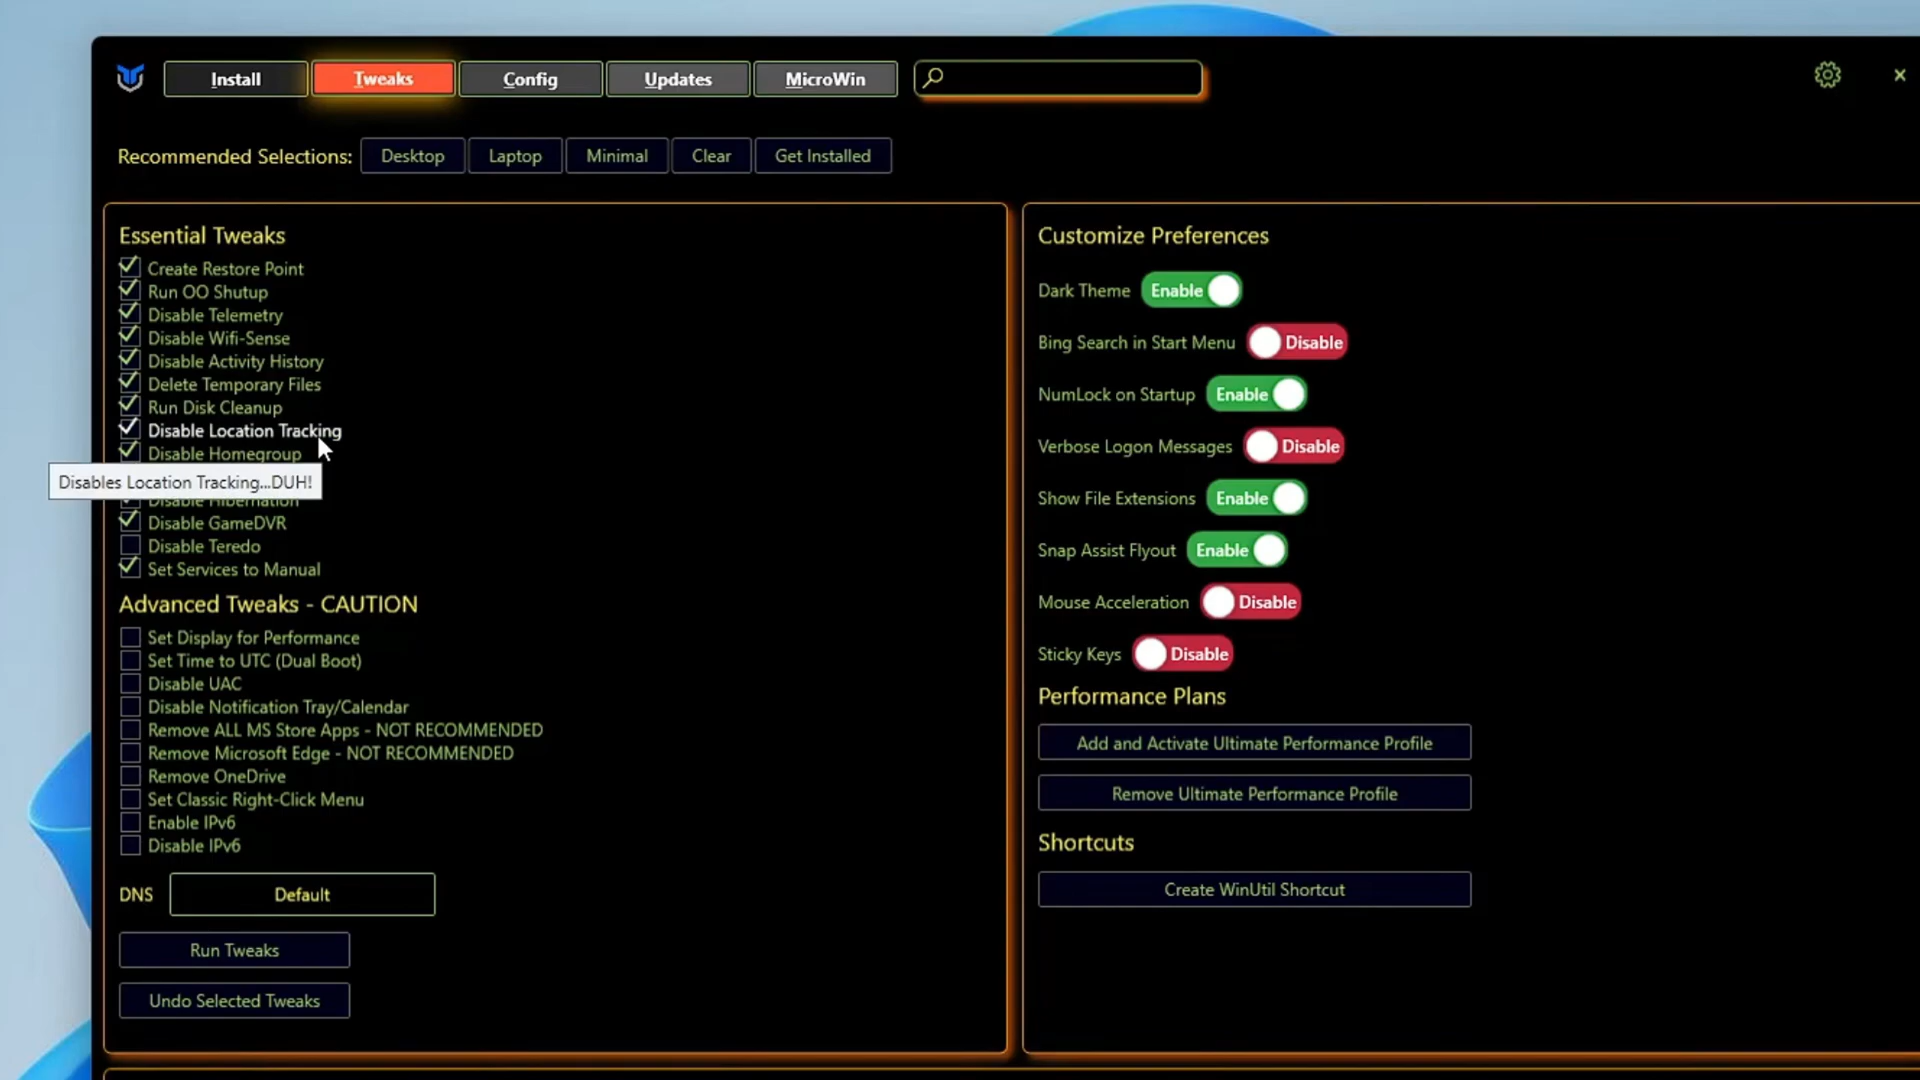 Install
Tweaks
Config
Updates
MicroWin
Recommended Selections:
Desktop
Laptop
Minimal
Clear
Get Installed
Essential Tweaks
Create Restore Point
Run OO Shutup
Disable Telemetry
Disable Wifi-Sense
Disable Activity History
Delete Temporary Files
Run Disk Cleanup
Disable Location Tracking
Disable Homegroup
Disables Location Tracking...DUH!
Disable Hibernation
Disable GameDVR
Disable Teredo
Set Services to Manual
Advanced Tweaks - CAUTION
Set Display for Performance
Set Time to UTC (Dual Boot)
Disable UAC
Disable Notification Tray/Calendar
Remove ALL MS Store Apps - NOT RECOMMENDED
Remove Microsoft Edge - NOT RECOMMENDED
Remove OneDrive
Set Classic Right-Click Menu
Enable IPv6
Disable IPv6
DNS
Default
Run Tweaks
Undo Selected Tweaks
Customize Preferences
Dark Theme Enable
Bing Search in Start Menu Disable
NumLock on Startup Enable
Verbose Logon Messages Disable
Show File Extensions Enable
Snap Assist Flyout Enable
Mouse Acceleration Disable
Sticky Keys Disable
Performance Plans
Add and Activate Ultimate Performance Profile
Remove Ultimate Performance Profile
Shortcuts
Create WinUtil Shortcut